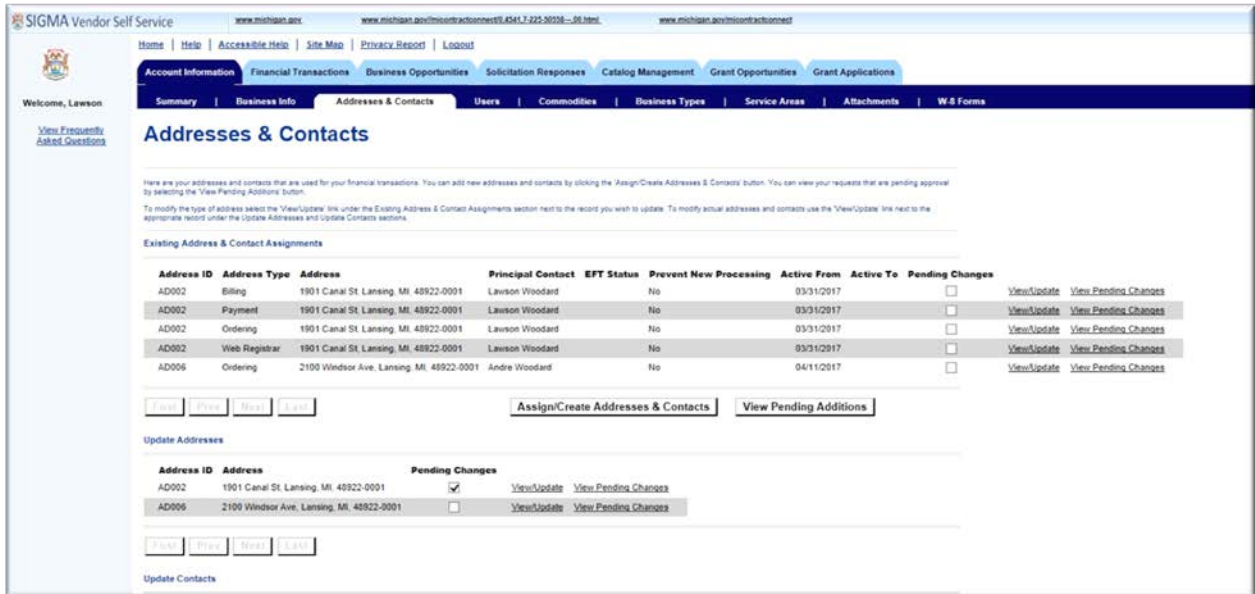 SIGMA Vendor Self Service
www.michigan.gov www.michigan.gov/micontractconnect/0,4541,7-225-50558---,00.html www.michigan.gov/micontractconnect
Home | Help | Accessible Help | Site Map | Privacy Report | Logout
Account Information Financial Transactions Business Opportunities Solicitation Responses Catalog Management Grant Opportunities Grant Applications
Welcome, Lawson
Summary | Business Info Addresses & Contacts Users | Commodities | Business Types | Service Areas | Attachments | W-8 Forms
View Frequently
Asked Questions
Addresses & Contacts
Here are your addresses and contacts that are used for your financial transactions. You can add new addresses and contacts by clicking the 'Assign/Create Addresses & Contacts' button. You can view your requests that are pending approval
by selecting the 'View Pending Additions' button.
To modify the type of address select the 'View/Update' link under the Existing Address & Contact Assignments section next to the record you wish to update. To modify actual addresses and contacts use the 'View/Update' link next to the
appropriate record under the Update Addresses and Update Contacts sections.
Existing Address & Contact Assignments
Address ID Address Type Address Principal Contact EFT Status Prevent New Processing Active From Active To Pending Changes
AD002 Billing 1901 Canal St, Lansing, MI, 48922-0001 Lawson Woodard No 03/31/2017 View/Update View Pending Changes
AD002 Payment 1901 Canal St, Lansing, MI, 48922-0001 Lawson Woodard No 03/31/2017 View/Update View Pending Changes
AD002 Ordering 1901 Canal St, Lansing, MI, 48922-0001 Lawson Woodard No 03/31/2017 View/Update View Pending Changes
AD002 Web Registrar 1901 Canal St, Lansing, MI, 48922-0001 Lawson Woodard No 03/31/2017 View/Update View Pending Changes
AD006 Ordering 2100 Windsor Ave, Lansing, MI, 48922-0001 Andre Woodard No 04/11/2017 View/Update View Pending Changes
First Prev Next Last Assign/Create Addresses & Contacts View Pending Additions
Update Addresses
Address ID Address Pending Changes
AD002 1901 Canal St, Lansing, MI, 48922-0001 View/Update View Pending Changes
AD006 2100 Windsor Ave, Lansing, MI, 48922-0001 View/Update View Pending Changes
First Prev Next Last
Update Contacts